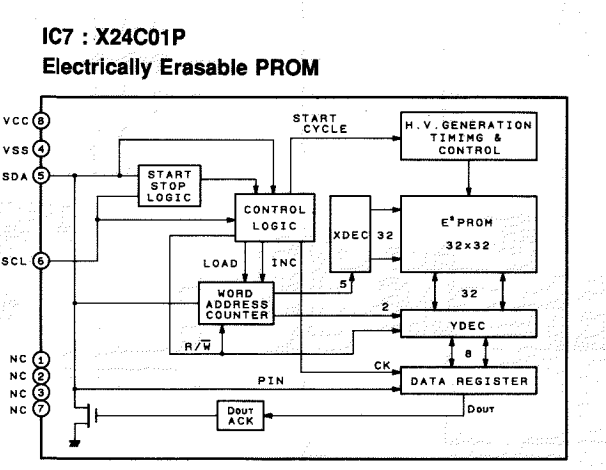 IC7 : X24C01P
Electrically Erasable PROM
VCC 8
VSS 4
SDA 5
SCL 6
NC 1
NC 2
NC 3
NC 7
START
STOP
LOGIC
START
CYCLE
H.V.GENERATION
TIMIMG &
CONTROL
CONTROL
LOGIC
XDEC
32
E²PROM
32×32
LOAD
INC
5
WORD
ADDRESS
COUNTER
2
32
YDEC
R/W̅
8
CK
PIN
DATA REGISTER
DOUT
ACK
DOUT